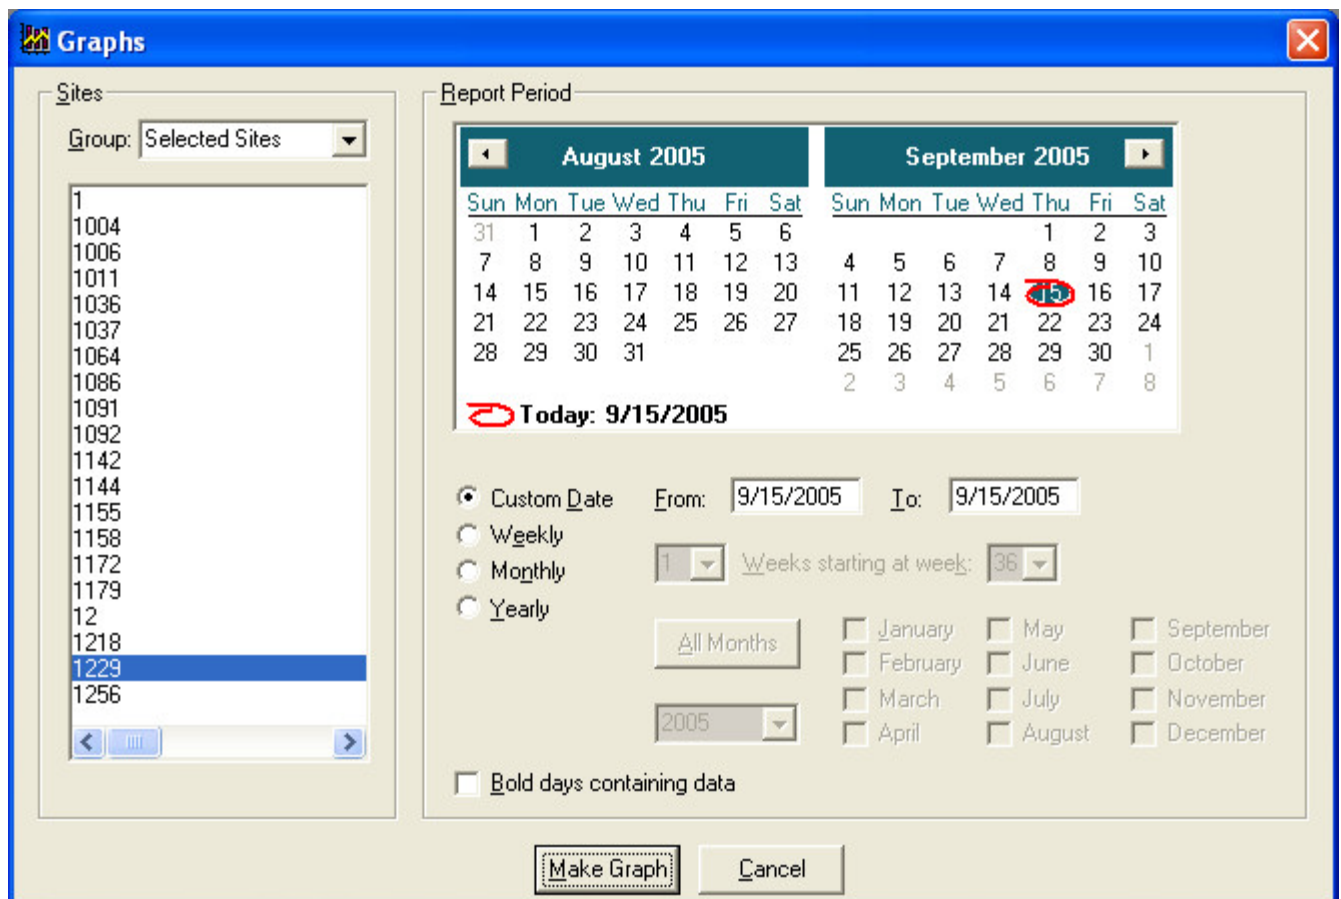 Graphs
Sites
Group: Selected Sites
1
1004
1006
1011
1036
1037
1064
1086
1091
1092
1142
1144
1155
1158
1172
1179
12
1218
1229
1256
Report Period
August 2005
Sun Mon Tue Wed Thu Fri Sat
31 1 2 3 4 5 6
7 8 9 10 11 12 13
14 15 16 17 18 19 20
21 22 23 24 25 26 27
28 29 30 31
September 2005
Sun Mon Tue Wed Thu Fri Sat
1 2 3
4 5 6 7 8 9 10
11 12 13 14 15 16 17
18 19 20 21 22 23 24
25 26 27 28 29 30 1
2 3 4 5 6 7 8
Today: 9/15/2005
Custom Date From: 9/15/2005 To: 9/15/2005
Weekly
Monthly
Yearly
1 Weeks starting at week: 36
All Months
2005
January May September
February June October
March July November
April August December
Bold days containing data
Make Graph Cancel